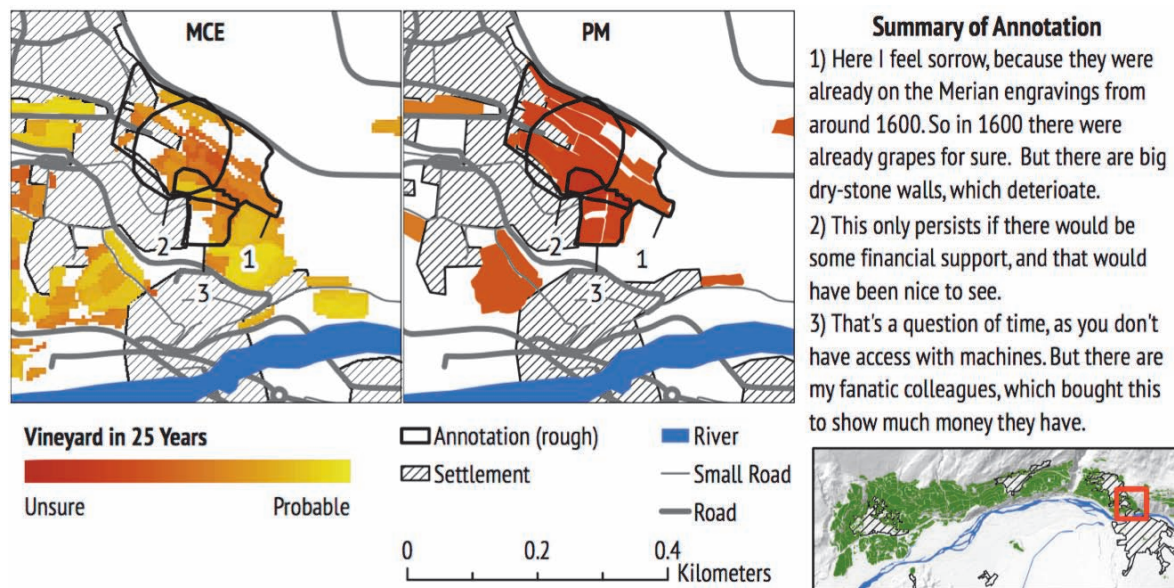 MCE
2
1
3
PM
2
1
3
Summary of Annotation
1) Here I feel sorrow, because they were
already on the Merian engravings from
around 1600. So in 1600 there were
already grapes for sure. But there are big
dry-stone walls, which deterioate.
2) This only persists if there would be
some financial support, and that would
have been nice to see.
3) That's a question of time, as you don't
have access with machines. But there are
my fanatic colleagues, which bought this
to show much money they have.
Vineyard in 25 Years
Unsure Probable
Annotation (rough)
Settlement
River
Small Road
Road
0 0.2 0.4
Kilometers